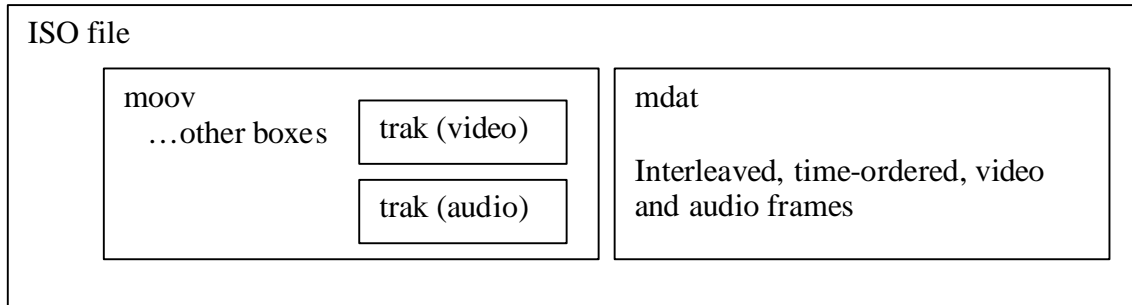 ISO file
moov
…other boxes
trak (video)
trak (audio)
mdat
Interleaved, time-ordered, video
and audio frames